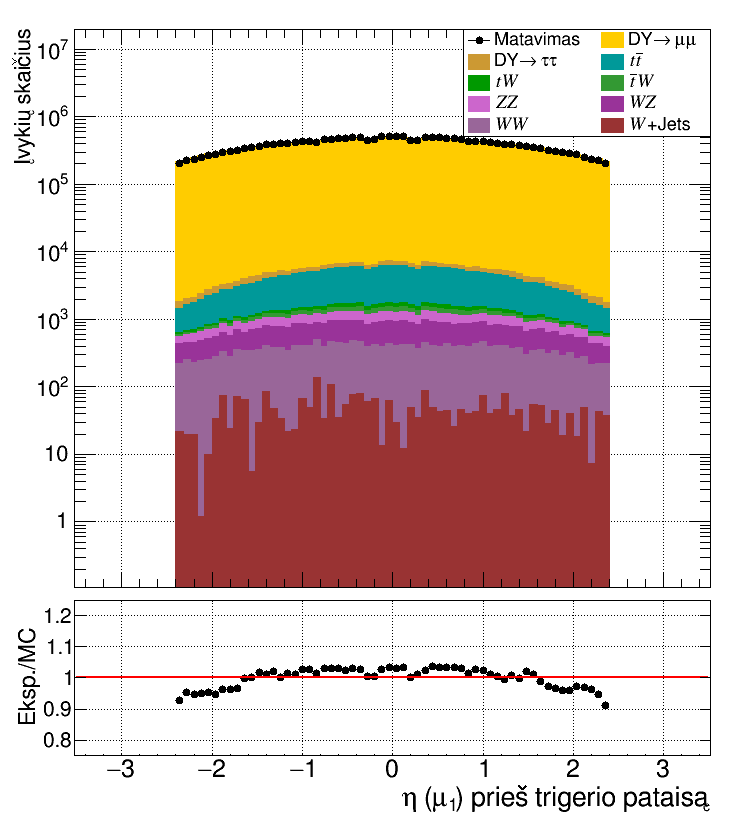 Įvykių skaičius
10⁷
10⁶
10⁵
10⁴
10³
10²
10
1
Matavimas
DY→ μμ
DY→ ττ
tt̄
tW
t̄W
ZZ
WZ
WW
W+Jets
Eksp./MC
1.2
1.1
1
0.9
0.8
−3 −2 −1 0 1 2 3
η (μ₁) prieš trigerio pataisą